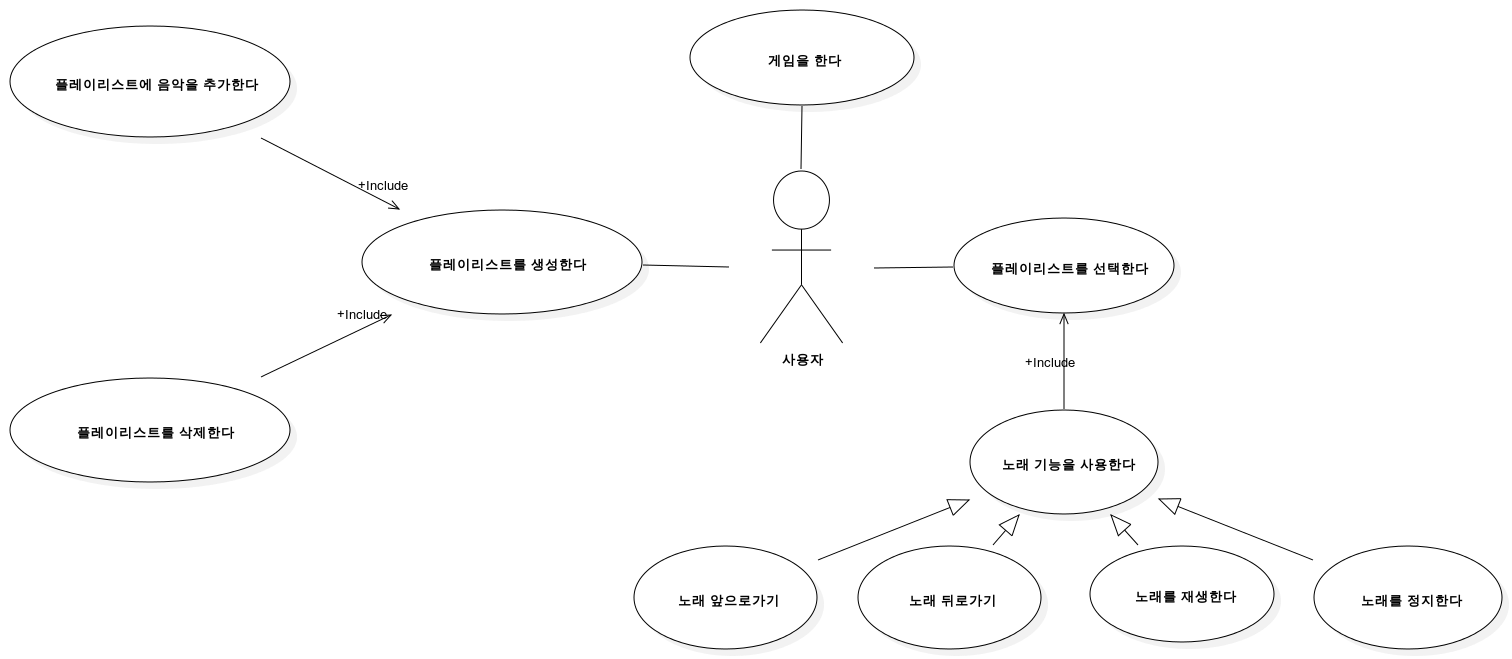 게임을 한다
플레이리스트에 음악을 추가한다
+Include
플레이리스트를 생성한다
플레이리스트를 선택한다
+Include
사용자
+Include
플레이리스트를 삭제한다
노래 기능을 사용한다
노래 앞으로가기
노래 뒤로가기
노래를 재생한다
노래를 정지한다